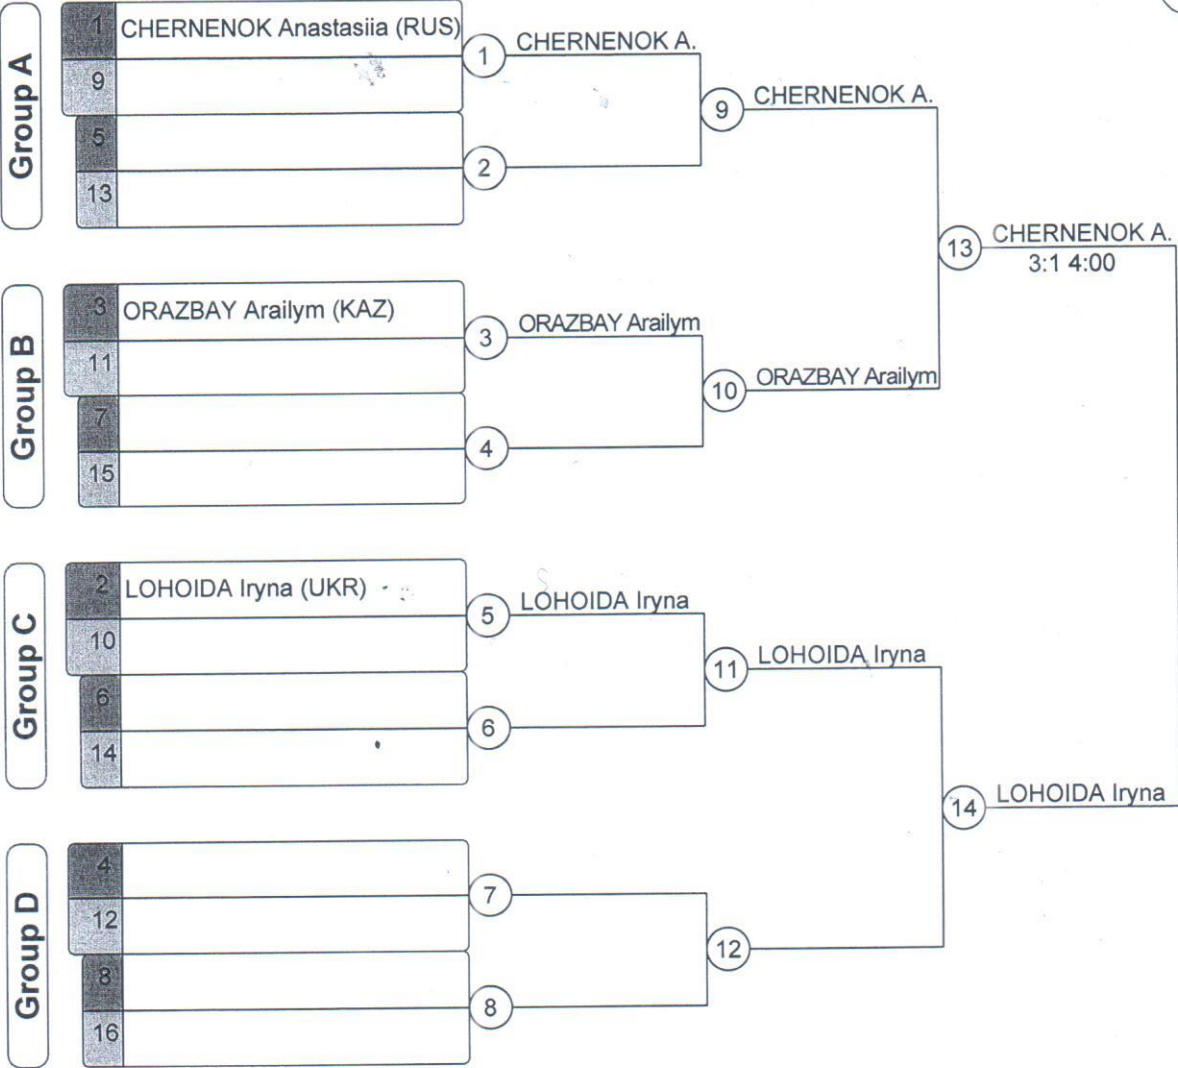 Group A
1 CHERNENOK Anastasiia (RUS)
9
5
13
1 CHERNENOK A.
2
9 CHERNENOK A.
13 CHERNENOK A.
3:1 4:00
Group B
3 ORAZBAY Arailym (KAZ)
11
7
15
3 ORAZBAY Arailym
4
10 ORAZBAY Arailym
Group C
2 LOHOIDA Iryna (UKR)
10
6
14
5 LOHOIDA Iryna
6
11 LOHOIDA Iryna
14 LOHOIDA Iryna
Group D
4
12
8
16
7
8
12